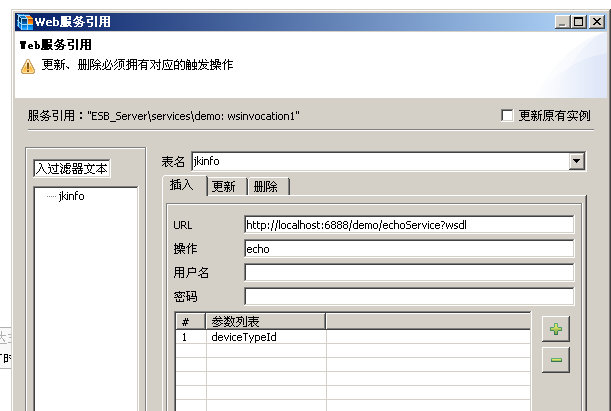 Web服务引用
Web服务引用
更新、删除必须拥有对应的触发操作
服务引用："ESB_Server\services\demo: wsinvocation1"
更新原有实例
入过滤器文本
jkinfo
表名 jkinfo
插入 更新 删除
URL http://localhost:6888/demo/echoService?wsdl
操作 echo
用户名
密码
# 参数列表
1 deviceTypeId